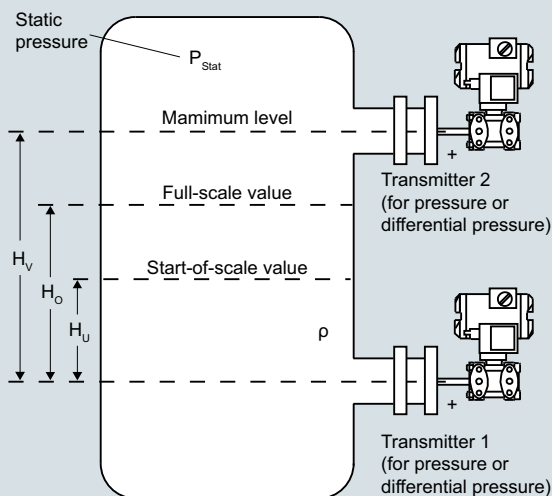 Static
pressure
P_Stat
Mamimum level
+
Transmitter 2
(for pressure or
differential pressure)
Full-scale value
Start-of-scale value
H_V
H_O
H_U
ρ
+
Transmitter 1
(for pressure or
differential pressure)